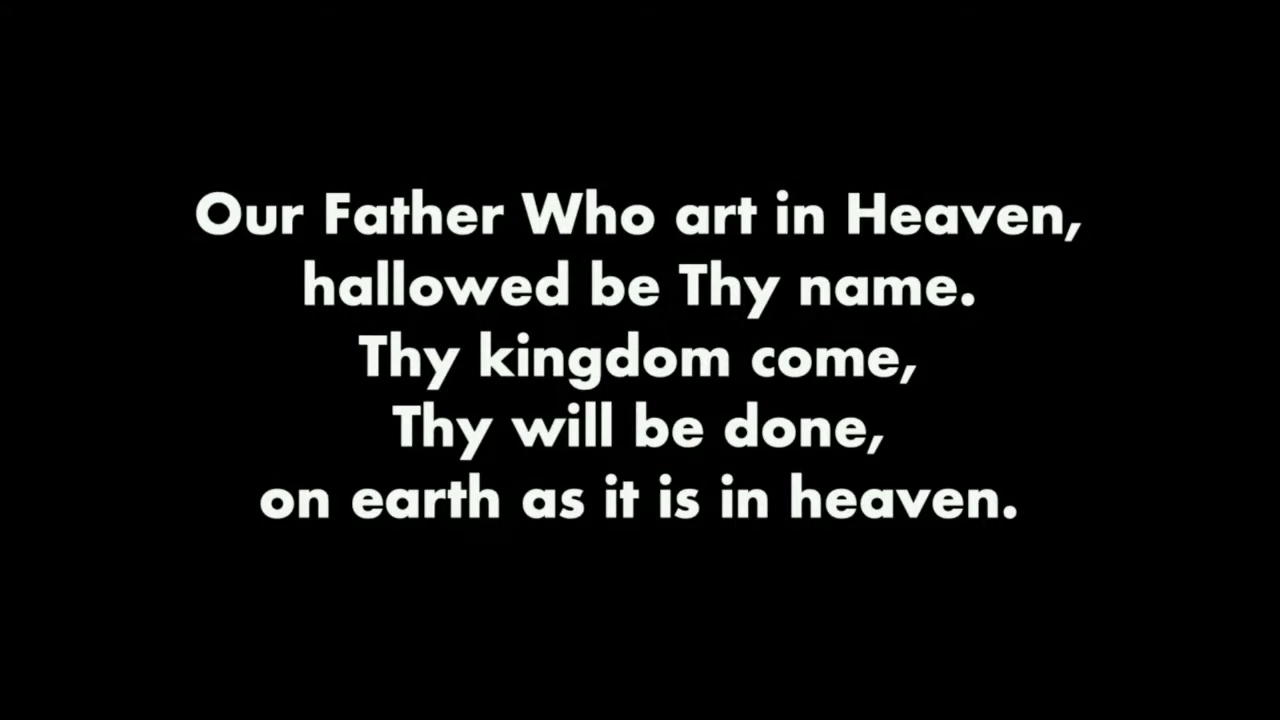 Our Father Who art in Heaven,
hallowed be Thy name.
Thy kingdom come,
Thy will be done,
on earth as it is in heaven.